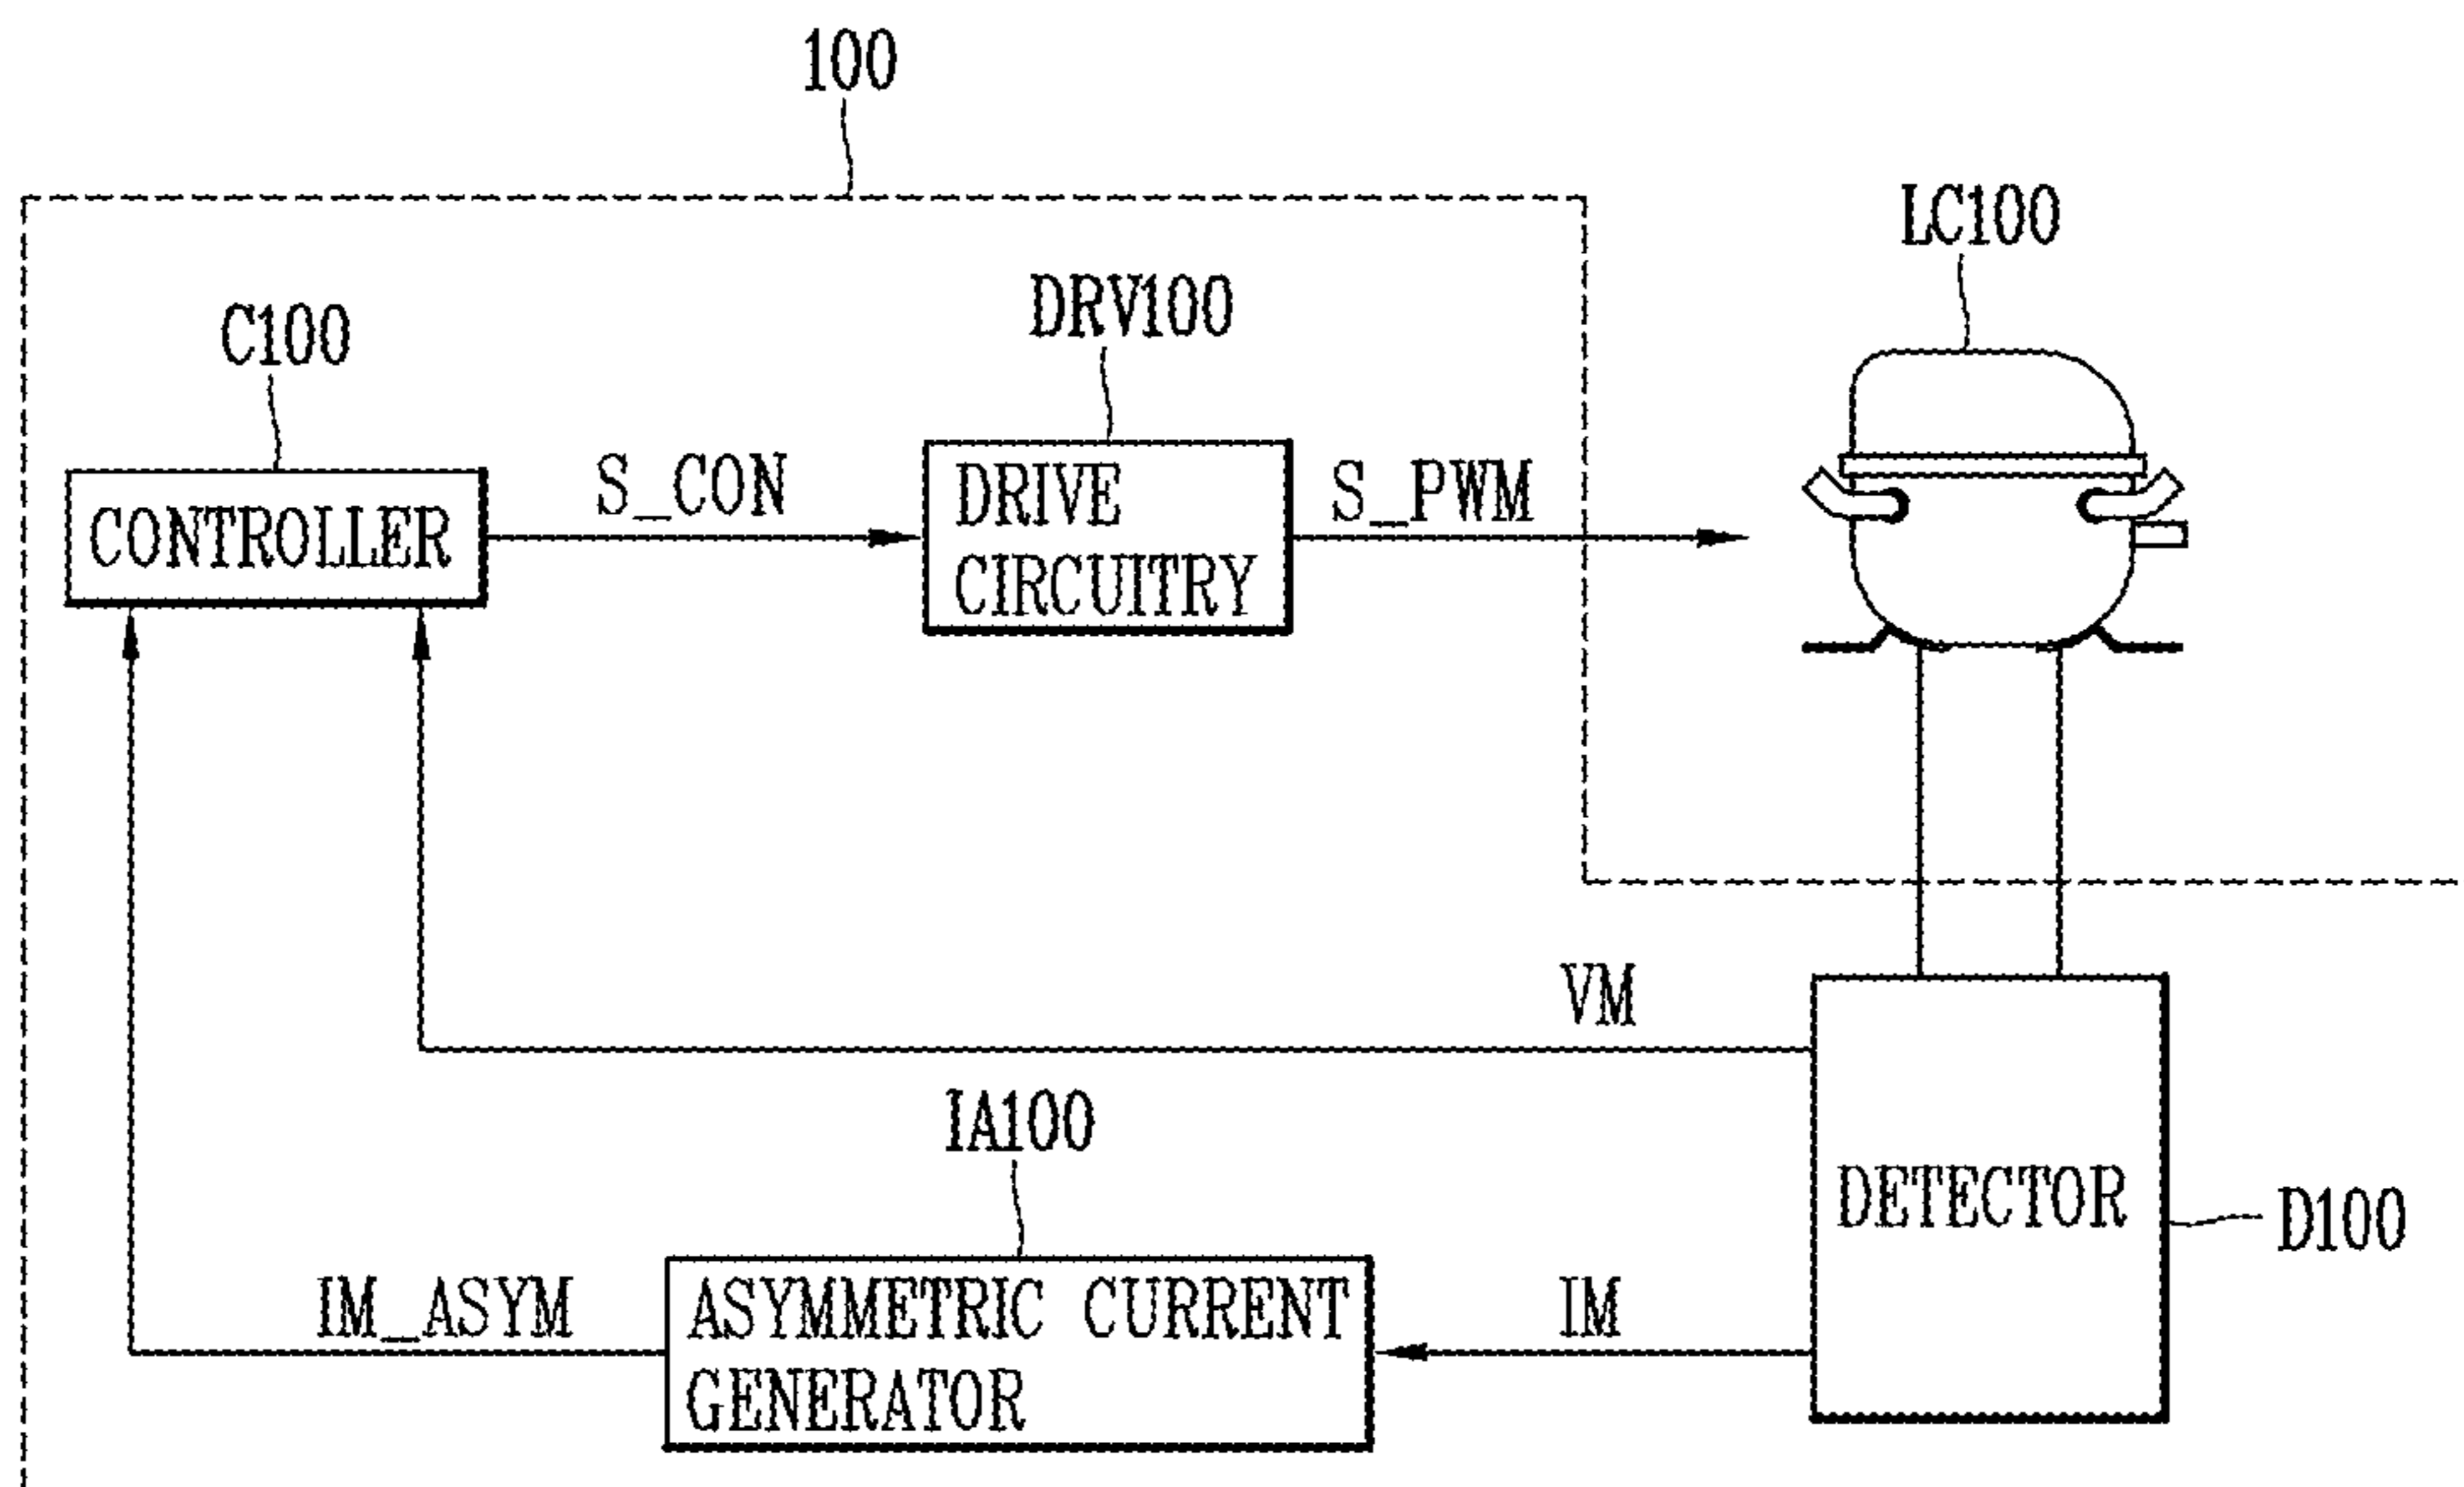 100
LC100
DRV100
C100
S_CON
DRIVE
CIRCUITRY
S_PWM
CONTROLLER
VM
IA100
DETECTOR
D100
IM_ASYM
ASYMMETRIC CURRENT
GENERATOR
IM